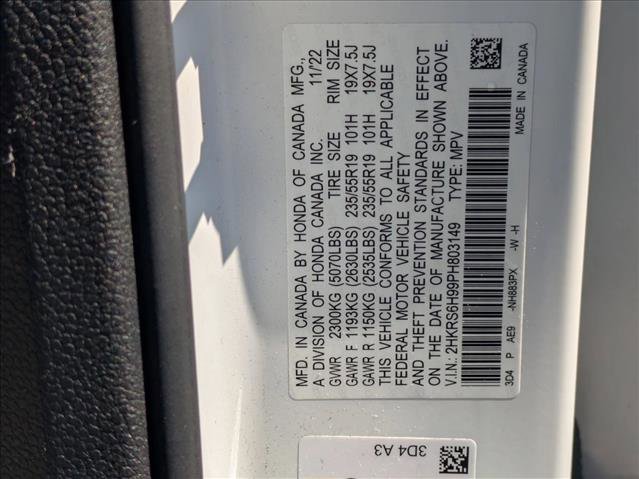 MFD. IN CANADA BY HONDA OF CANADA MFG.,
A DIVISION OF HONDA CANADA INC. 11/22
GVWR 2300KG (5070LBS) TIRE SIZE RIM SIZE
GAWR F 1193KG (2630LBS) 235/55R19 101H 19X7.5J
GAWR R 1150KG (2535LBS) 235/55R19 101H 19X7.5J
THIS VEHICLE CONFORMS TO ALL APPLICABLE
FEDERAL MOTOR VEHICLE SAFETY
AND THEFT PREVENTION STANDARDS IN EFFECT
ON THE DATE OF MANUFACTURE SHOWN ABOVE.
V.I.N.: 2HKRS6H99PH803149 TYPE: MPV
3D4 P AE9 -NH883PX -W -H MADE IN CANADA
3D4 A3